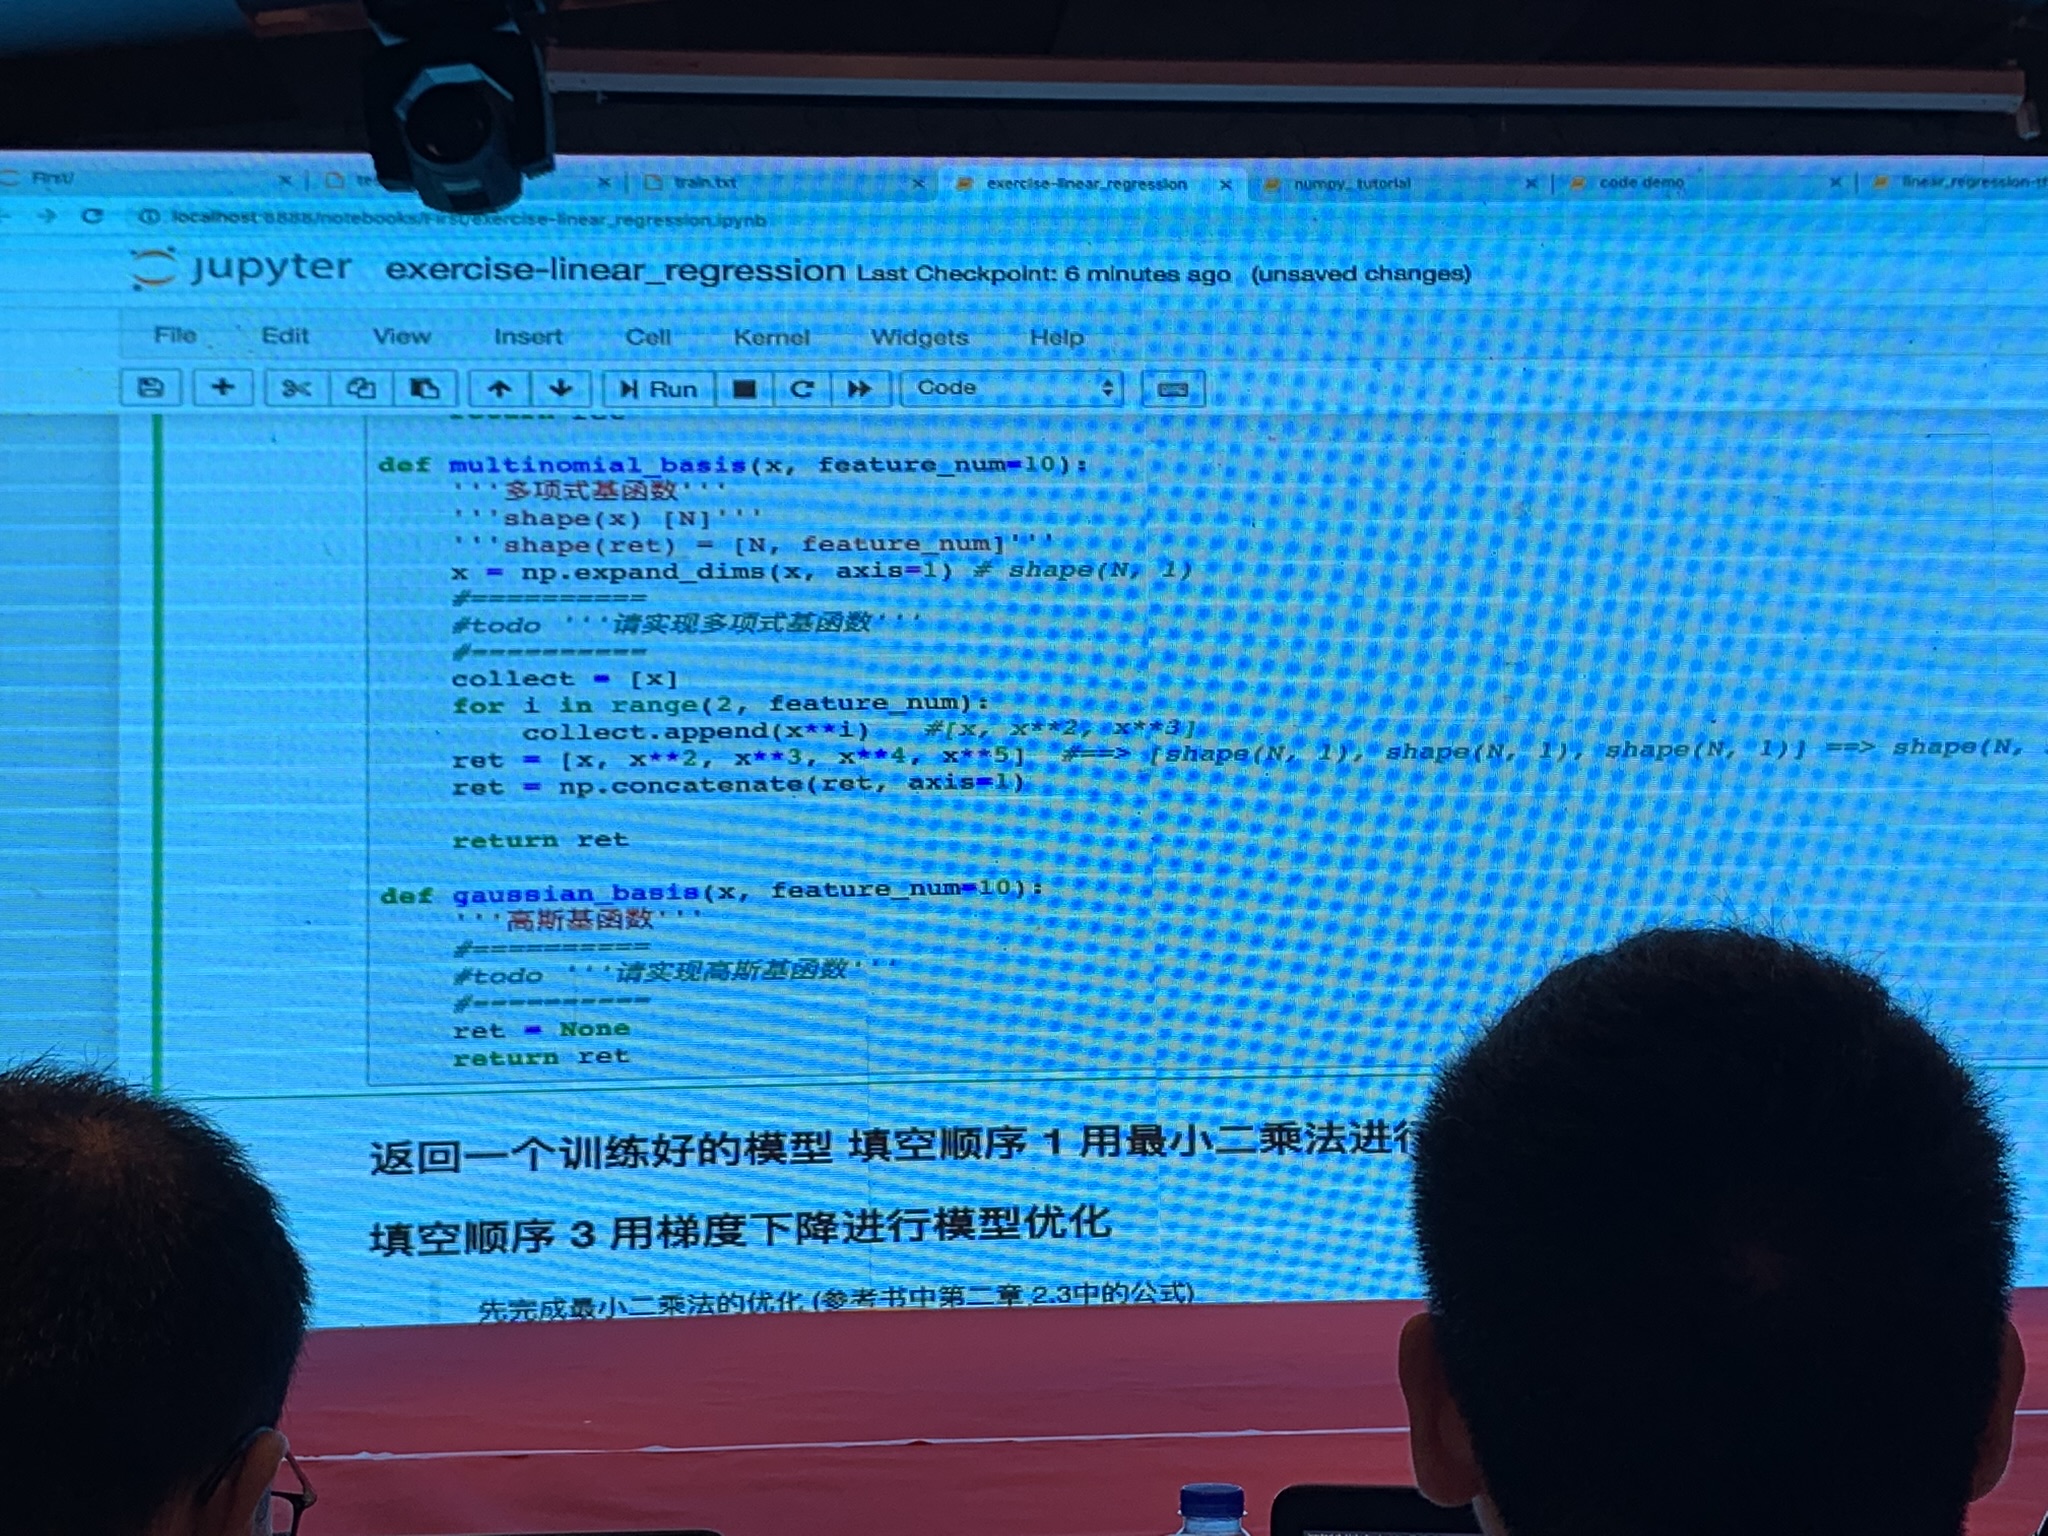 First/
train.txt
exercise-linear_regression
numpy_ tutorial
code demo
localhost:8888/notebooks/First/exercise-linear_regression.ipynb
jupyter exercise-linear_regression Last Checkpoint: 6 minutes ago (unsaved changes)
File Edit View Insert Cell Kernel Widgets Help
Run Code
return ret
def multinomial_basis(x, feature_num=10):
'''多项式基函数'''
'''shape(x) [N]'''
'''shape(ret) = [N, feature_num]'''
x = np.expand_dims(x, axis=1) # shape(N, 1)
#==========
#todo '''请实现多项式基函数'''
#==========
collect = [x]
for i in range(2, feature_num):
collect.append(x**i) #[x, x**2, x**3]
ret = [x, x**2, x**3, x**4, x**5] #==> [shape(N, 1), shape(N, 1), shape(N, 1)] ==> shape(N,
ret = np.concatenate(ret, axis=1)
return ret
def gaussian_basis(x, feature_num=10):
'''高斯基函数'''
#==========
#todo '''请实现高斯基函数'''
#==========
ret = None
return ret
返回一个训练好的模型 填空顺序 1 用最小二乘法进行
填空顺序 3 用梯度下降进行模型优化
先完成最小二乘法的优化 (参考书中第二章 2.3中的公式)